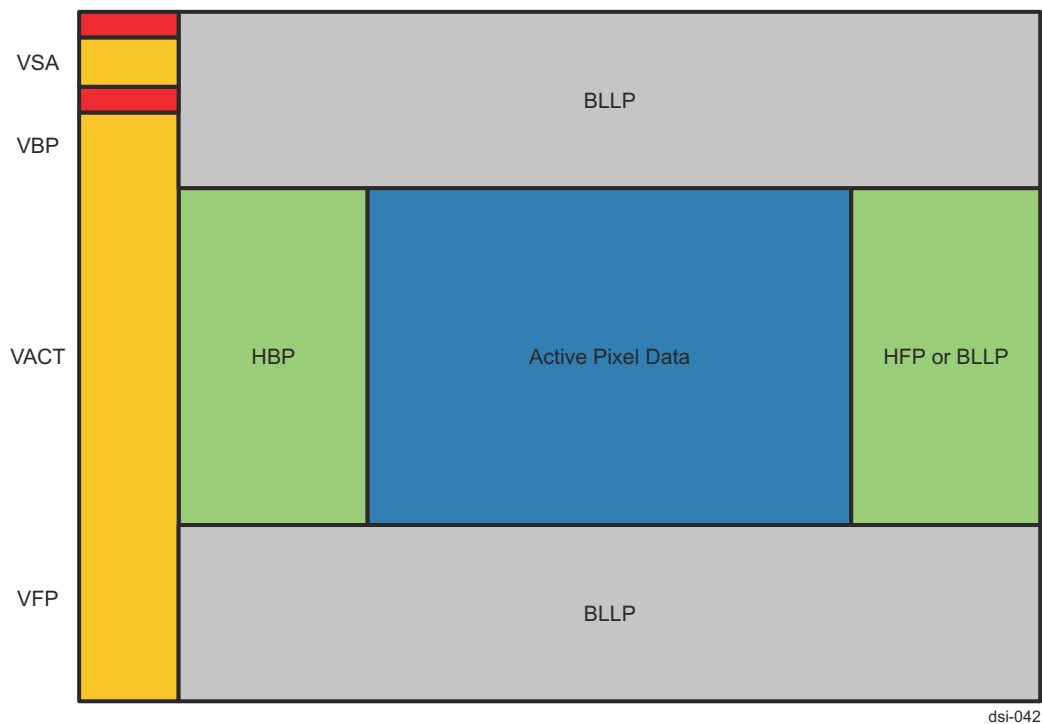 VSA
BLLP
VBP
VACT
HBP
Active Pixel Data
HFP or BLLP
VFP
BLLP
dsi-042